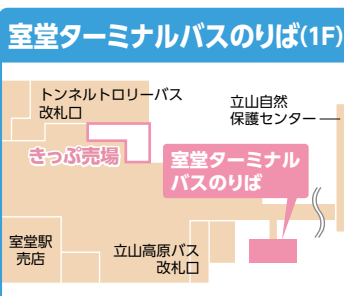 室堂ターミナルバスのりば(1F)
トンネルトロリーバス
改札口
立山自然
保護センター
きっぷ売場
室堂ターミナル
バスのりば
室堂駅
売店
立山高原バス
改札口